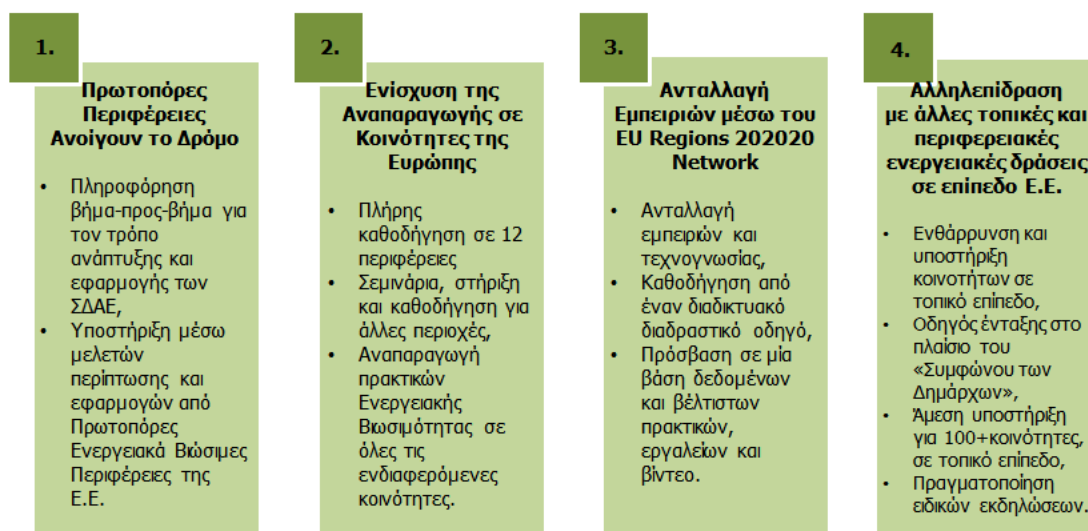 1.
Πρωτοπόρες
Περιφέρειες
Ανοίγουν το Δρόμο
• Πληροφόρηση
βήμα-προς-βήμα για
τον τρόπο
ανάπτυξης και
εφαρμογής των
ΣΔΑΕ,
• Υποστήριξη μέσω
μελετών
περίπτωσης και
εφαρμογών από
Πρωτοπόρες
Ενεργειακά Βιώσιμες
Περιφέρειες της
Ε.Ε.
2.
Ενίσχυση της
Αναπαραγωγής σε
Κοινότητες της
Ευρώπης
• Πλήρης
καθοδήγηση σε 12
περιφέρειες
• Σεμινάρια, στήριξη
και καθοδήγηση για
άλλες περιοχές,
• Αναπαραγωγή
πρακτικών
Ενεργειακής
Βιωσιμότητας σε
όλες τις
ενδιαφερόμενες
κοινότητες.
3.
Ανταλλαγή
Εμπειριών μέσω του
EU Regions 202020
Network
• Ανταλλαγή
εμπειριών και
τεχνογνωσίας,
• Καθοδήγηση από
έναν διαδικτυακό
διαδραστικό οδηγό,
• Πρόσβαση σε μία
βάση δεδομένων
και βέλτιστων
πρακτικών,
εργαλείων και
βίντεο.
4.
Αλληλεπίδραση
με άλλες τοπικές και
περιφερειακές
ενεργειακές δράσεις
σε επίπεδο Ε.Ε.
• Ενθάρρυνση και
υποστήριξη
κοινοτήτων σε
τοπικό επίπεδο,
• Οδηγός ένταξης στο
πλαίσιο του
«Συμφώνου των
Δημάρχων»,
• Άμεση υποστήριξη
για 100+κοινότητες,
σε τοπικό επίπεδο,
• Πραγματοποίηση
ειδικών εκδηλώσεων.